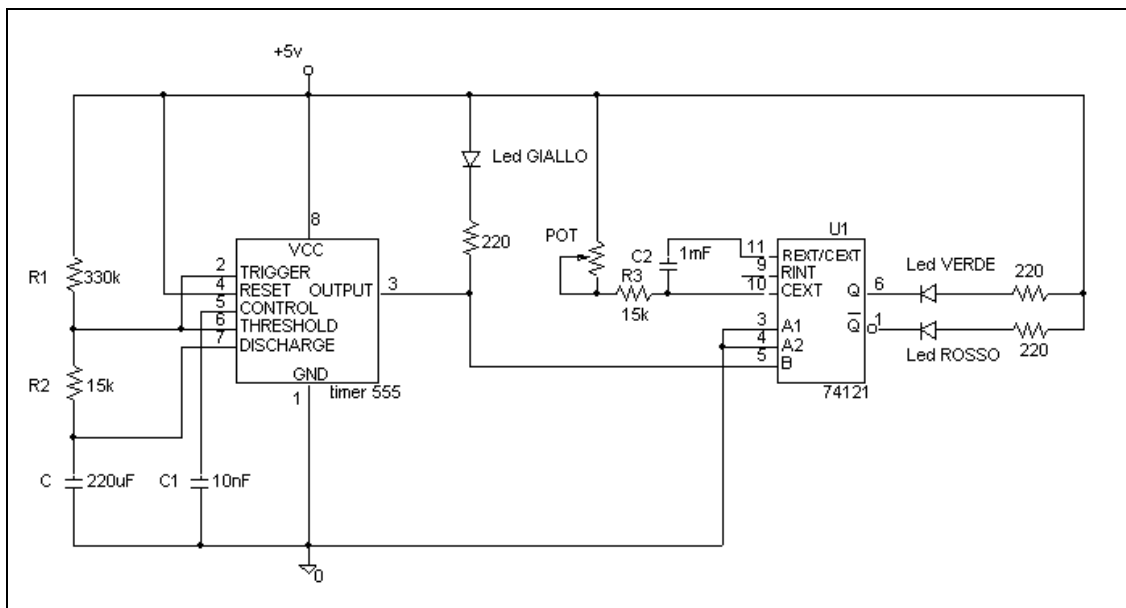 +5v
Led GIALLO
220
8
VCC
2 TRIGGER
4 RESET
OUTPUT 3
5 CONTROL
6 THRESHOLD
7 DISCHARGE
GND
1
timer 555
R1 330k
R2 15k
C 220uF
C1 10nF
0
POT
R3
15k
C2
1mF
U1
11 REXT/CEXT
9 RINT
10 CEXT
Q 6
Q 1
3 A1
4 A2
5 B
74121
Led VERDE
220
Led ROSSO
220